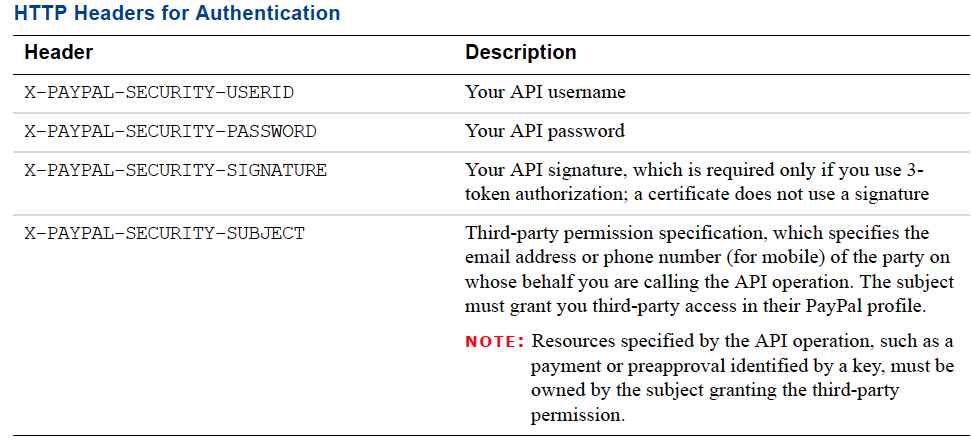 HTTP Headers for Authentication
Header Description
X-PAYPAL-SECURITY-USERID Your API username
X-PAYPAL-SECURITY-PASSWORD Your API password
X-PAYPAL-SECURITY-SIGNATURE Your API signature, which is required only if you use 3-
token authorization; a certificate does not use a signature
X-PAYPAL-SECURITY-SUBJECT Third-party permission specification, which specifies the
email address or phone number (for mobile) of the party on
whose behalf you are calling the API operation. The subject
must grant you third-party access in their PayPal profile.
NOTE: Resources specified by the API operation, such as a
payment or preapproval identified by a key, must be
owned by the subject granting the third-party
permission.